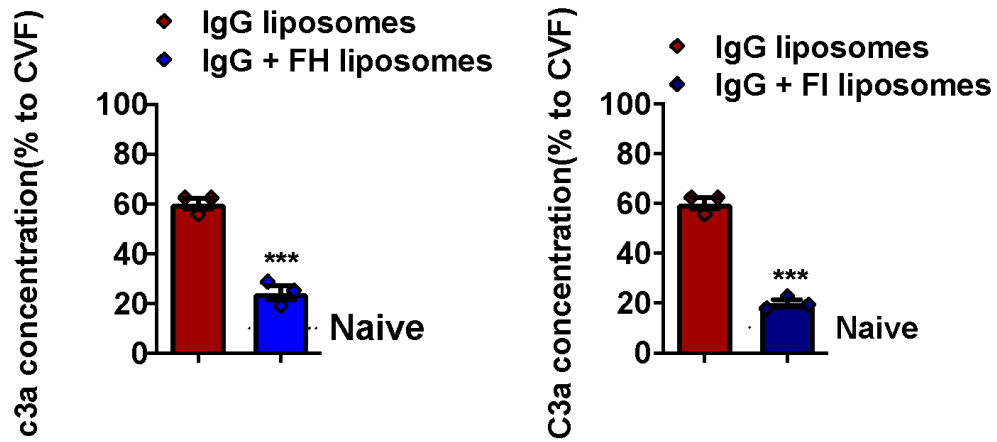 c3a concentration(% to CVF)
IgG liposomes
IgG + FH liposomes
100
80
60
40
20
0
***
Naive
C3a concentration(% to CVF)
IgG liposomes
IgG + FI liposomes
100
80
60
40
20
0
***
Naive